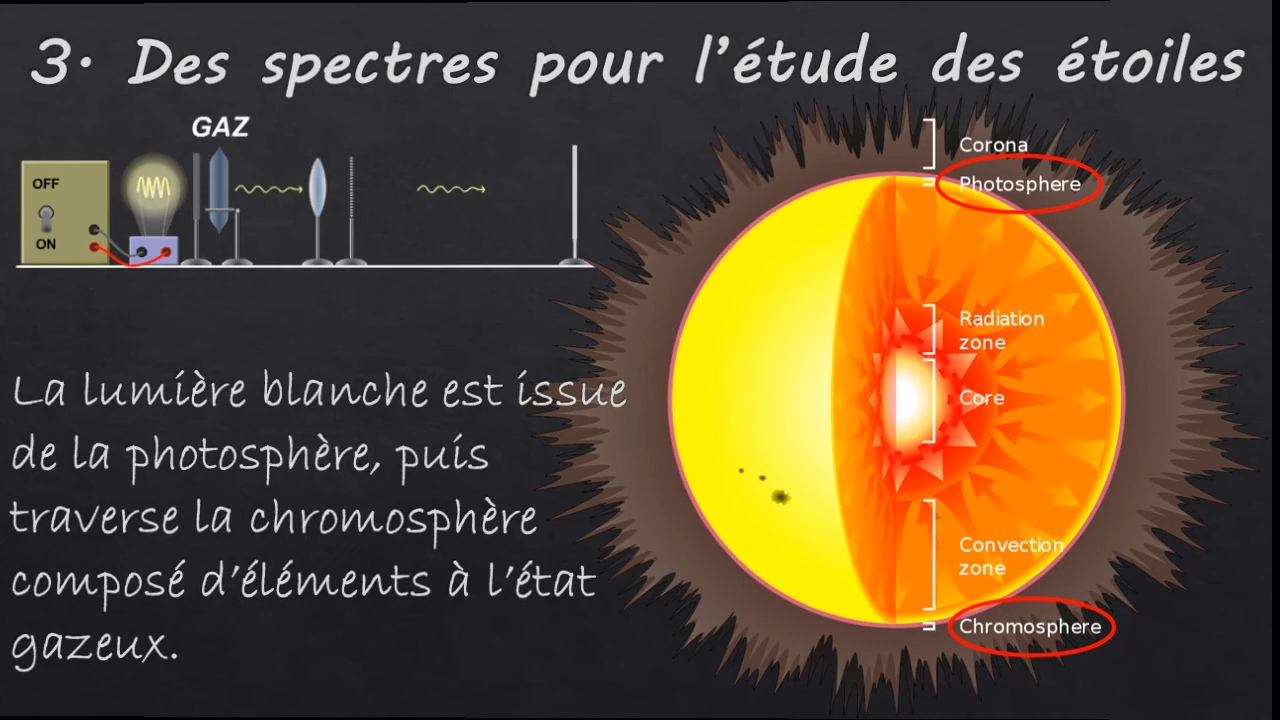 3. Des spectres pour l'étude des étoiles
GAZ
OFF
ON
La lumière blanche est issue
de la photosphère, puis
traverse la chromosphère
composé d'éléments à l'état
gazeux.
Corona
Photosphere
Radiation
zone
Core
Convection
zone
Chromosphere